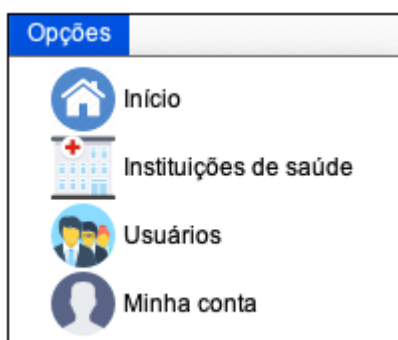 Opções
Início
Instituições de saúde
Usuários
Minha conta